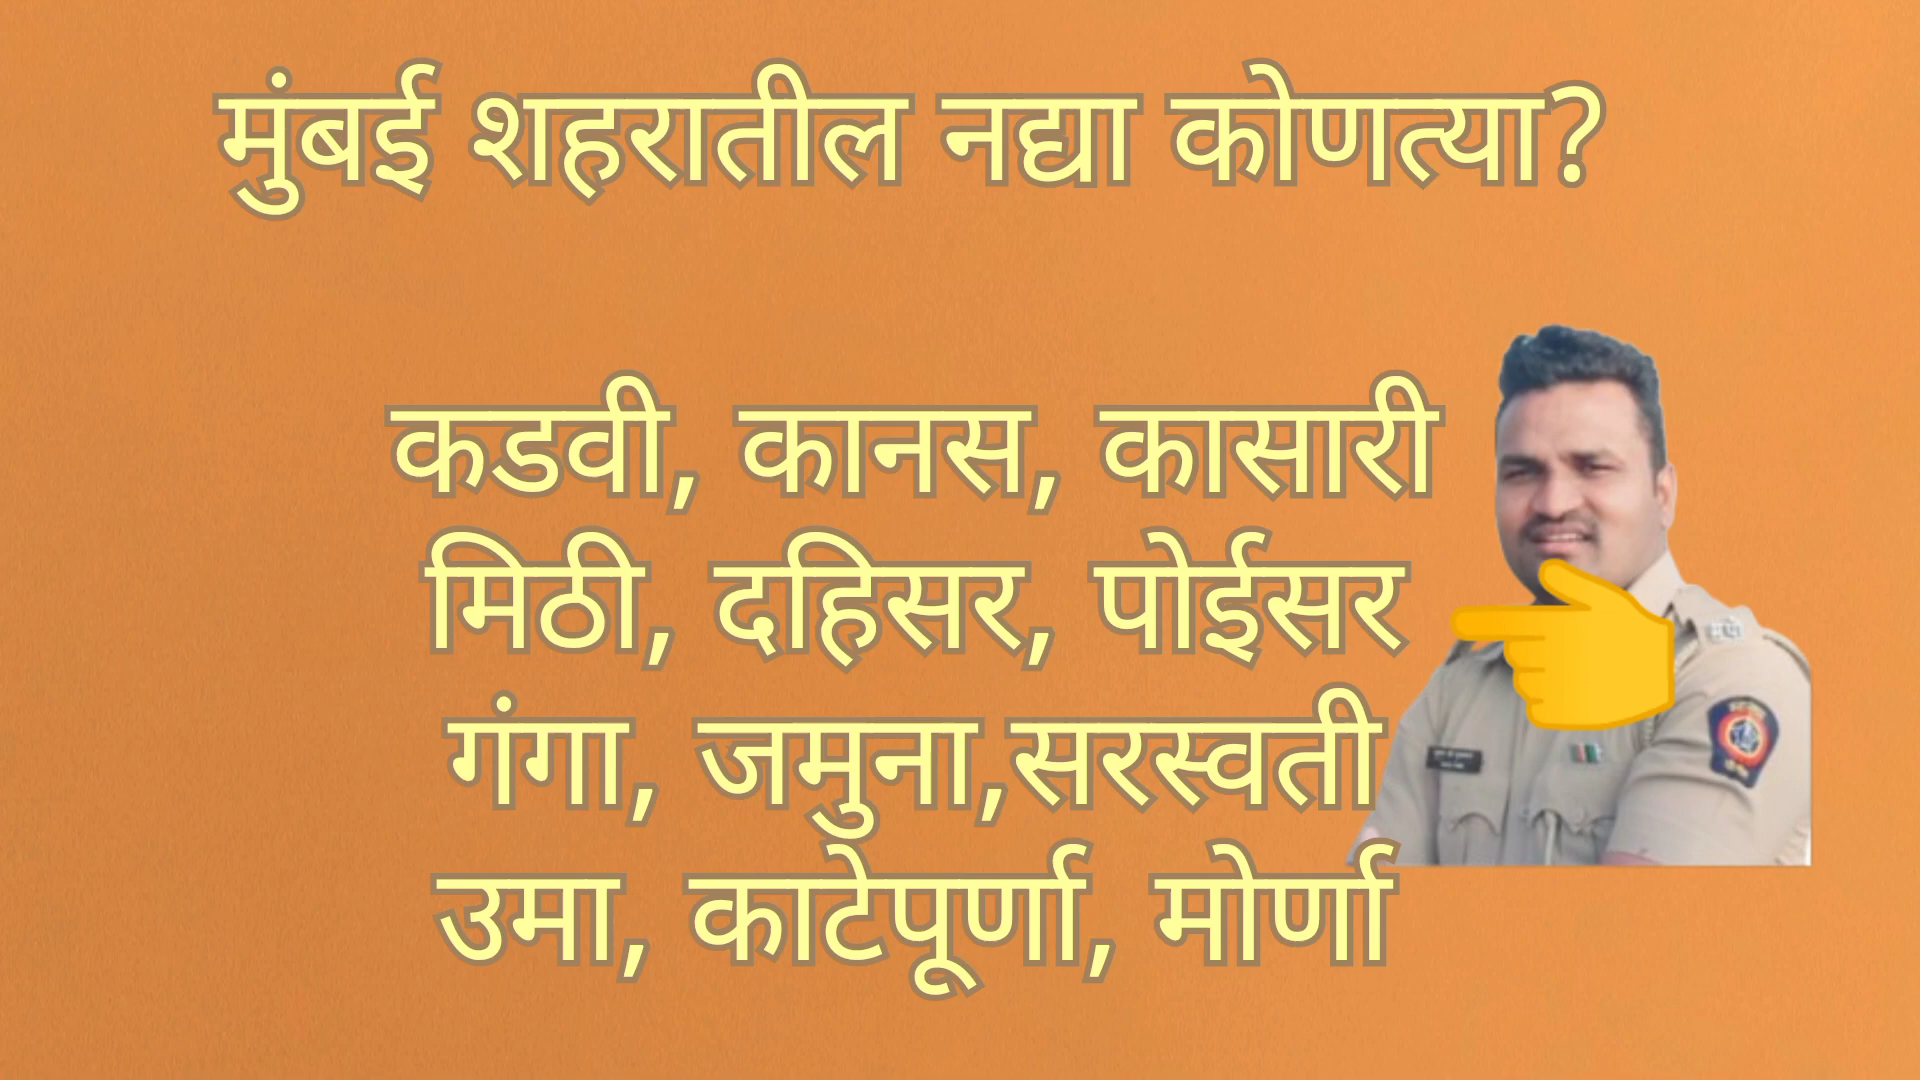 मुंबई शहरातील नद्या कोणत्या?
कडवी, कानस, कासारी
मिठी, दहिसर, पोईसर
गंगा, जमुना,सरस्वती
उमा, काटेपूर्णा, मोर्णा